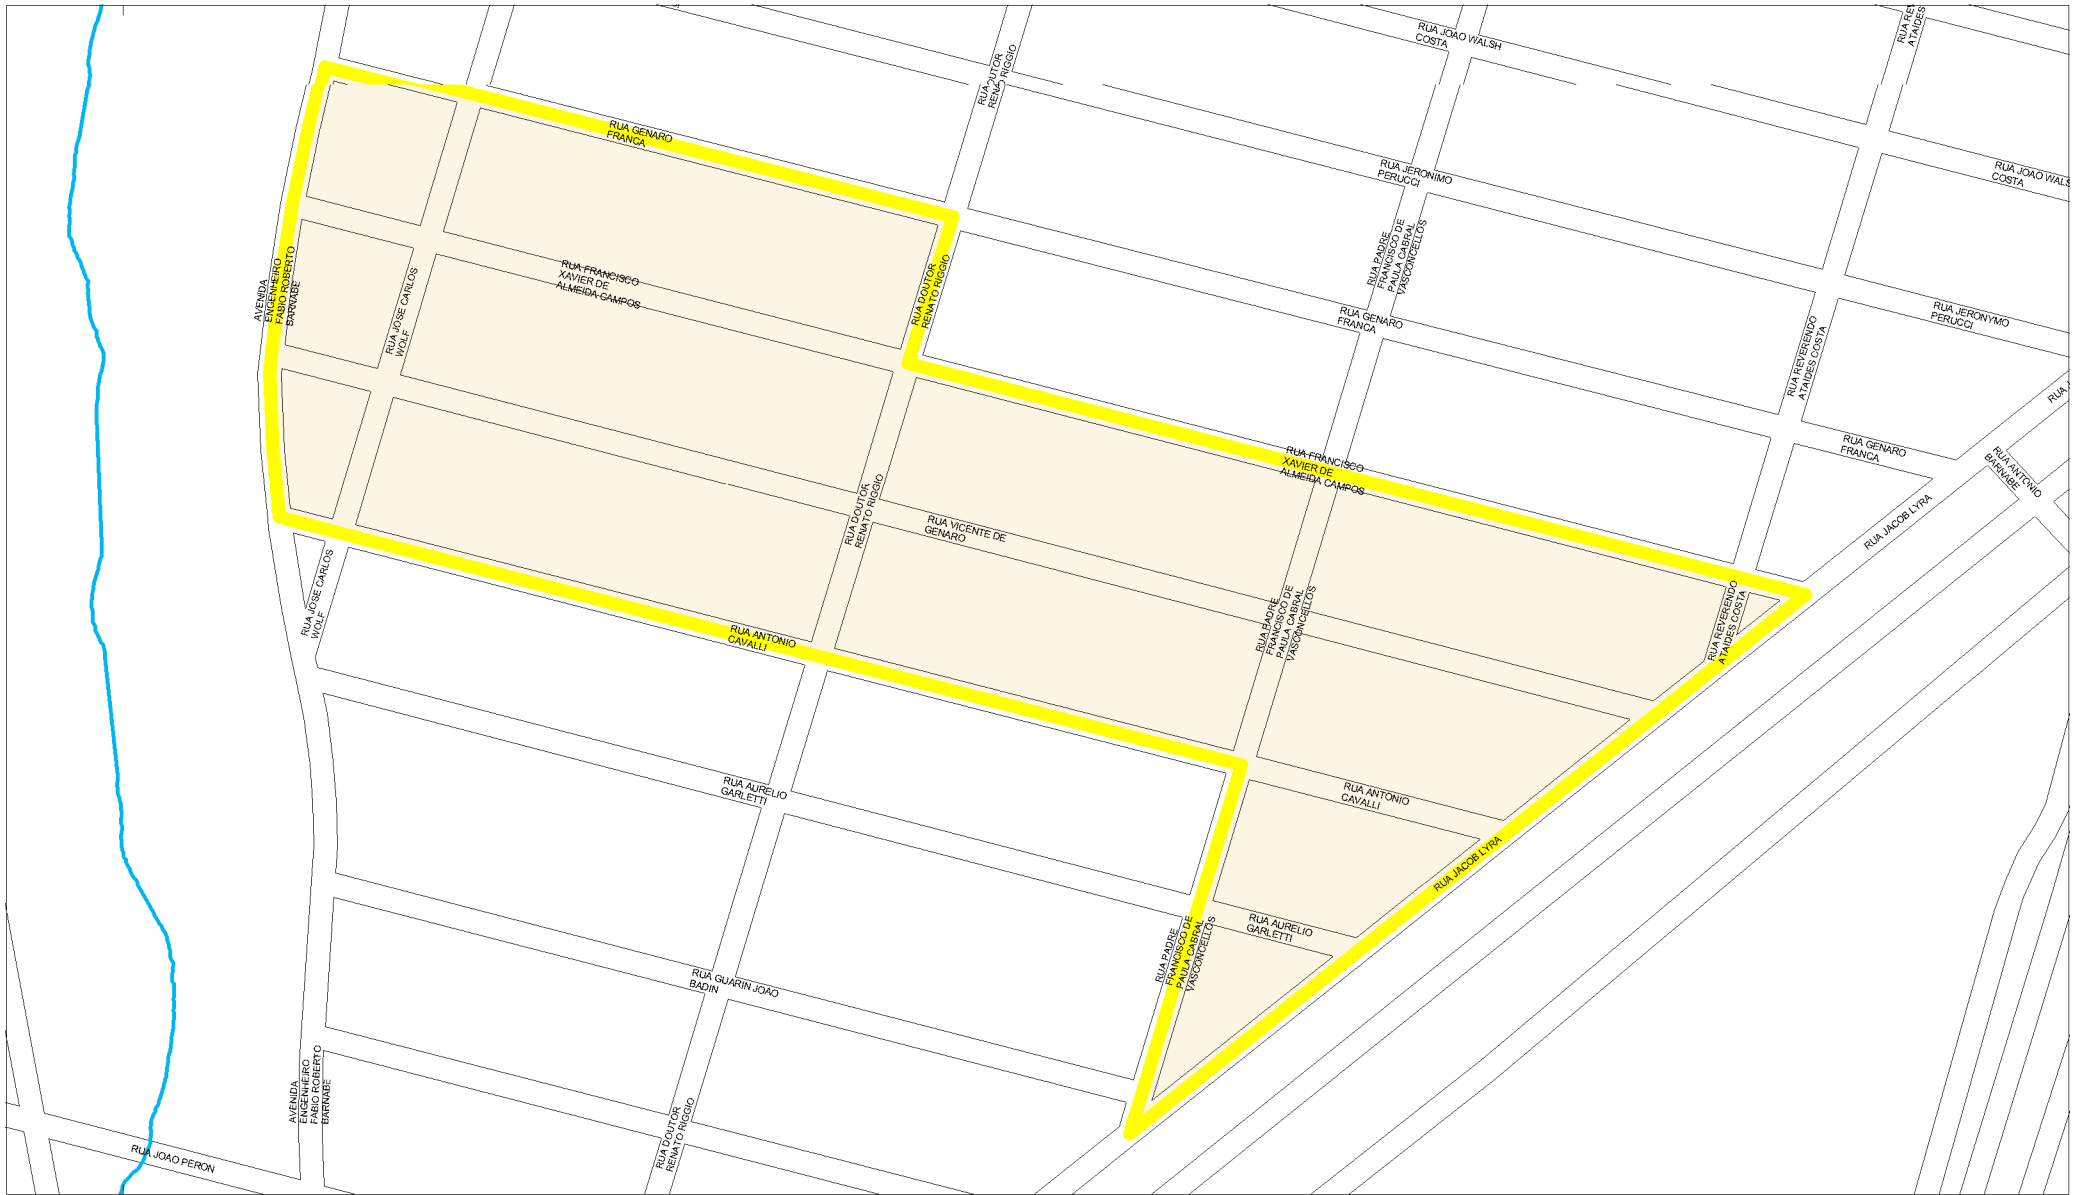 RUA JOAO WALSH
COSTA
RUA REV
ATAIDES
RUA DOUTOR
RENATO RIGGIO
RUA GENARO
FRANCA
RUA JERONIMO
PERUCCI
RUA JOAO WALS
COSTA
RUA PADRE
FRANCISCO DE
PAULA CABRAL
VASCONCELLOS
AVENIDA
ENGENHEIRO
FABIO ROBERTO
BARNABE
RUA JOSE CARLOS
WOLF
RUA FRANCISCO
XAVIER DE
ALMEIDA CAMPOS
RUA DOUTOR
RENATO RIGGIO
RUA GENARO
FRANCA
RUA JERONYMO
PERUCCI
RUA REVERENDO
ATAIDES COSTA
RUA J
RUA GENARO
FRANCA
RUA FRANCISCO
XAVIER DE
ALMEIDA CAMPOS
RUA ANTONIO
BARNABE
RUA JACOB LYRA
RUA DOUTOR
RENATO RIGGIO
RUA VICENTE DE
GENARO
RUA JOSE CARLOS
WOLF
RUA ANTONIO
CAVALLI
RUA PADRE
FRANCISCO DE
PAULA CABRAL
VASCONCELLOS
RUA REVERENDO
ATAIDES COSTA
RUA AURELIO
GARLETTI
RUA ANTONIO
CAVALLI
RUA JACOB LYRA
RUA AURELIO
GARLETTI
RUA PADRE
FRANCISCO DE
PAULA CABRAL
VASCONCELLOS
RUA GUARIN JOAO
BADIN
AVENIDA
ENGENHEIRO
FABIO ROBERTO
BARNABE
RUA DOUTOR
RENATO RIGGIO
RUA JOAO PERON